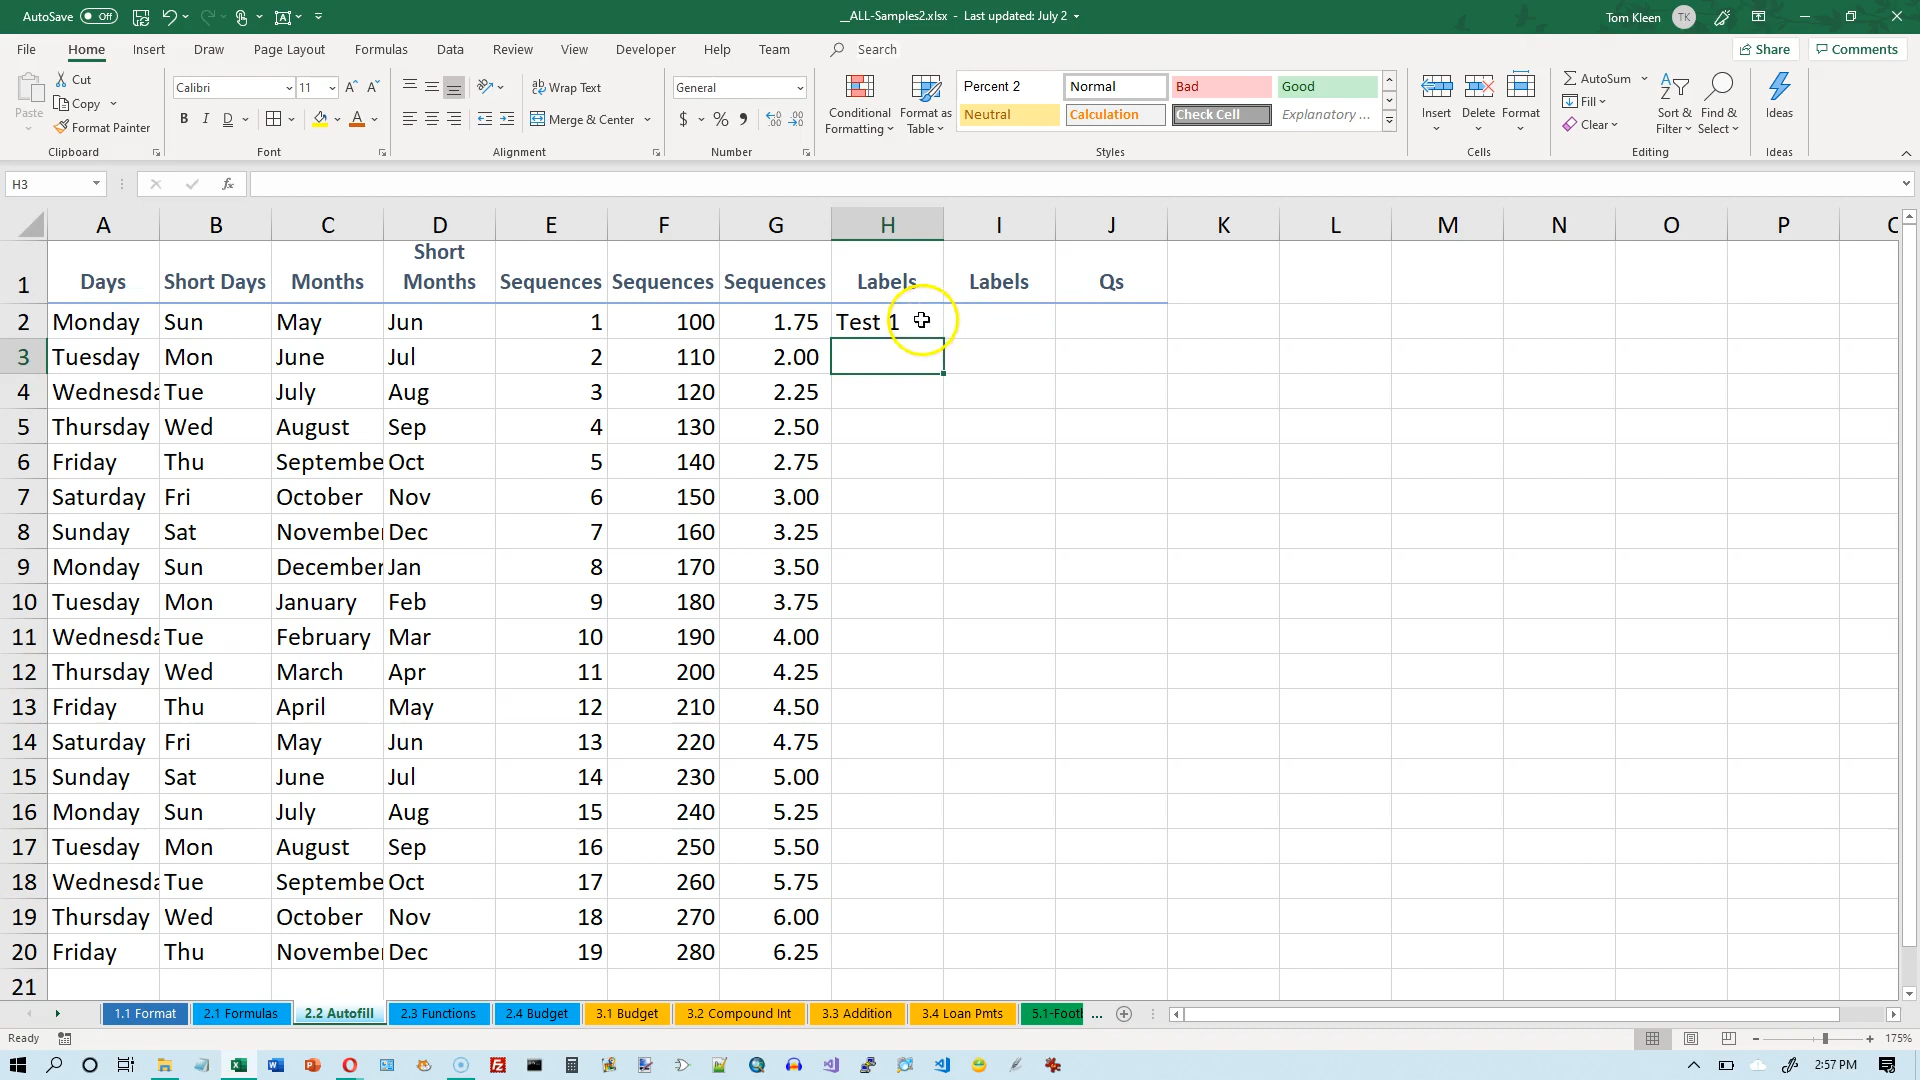 AutoSave Off __ALL-Samples2.xlsx - Last updated: July 2 Tom Kleen TK
File Home Insert Draw Page Layout Formulas Data Review View Developer Help Team Search Share Comments
Paste Cut Copy Format Painter Clipboard
Calibri 11 B I U A Font
Wrap Text Merge & Center Alignment
General $ % Number
Conditional Formatting Format as Table
Percent 2 Normal Bad Good
Neutral Calculation Check Cell Explanatory ...
Styles
Insert Delete Format Cells
AutoSum Fill Clear Sort & Filter Find & Select Editing
Ideas Ideas
H3 fx
A B C D E F G H I J K L M N O P
1 Days Short Days Months Short Months Sequences Sequences Sequences Labels Labels Qs
2 Monday Sun May Jun 1 100 1.75 Test 1
3 Tuesday Mon June Jul 2 110 2.00
4 Wednesda Tue July Aug 3 120 2.25
5 Thursday Wed August Sep 4 130 2.50
6 Friday Thu Septembe Oct 5 140 2.75
7 Saturday Fri October Nov 6 150 3.00
8 Sunday Sat November Dec 7 160 3.25
9 Monday Sun December Jan 8 170 3.50
10 Tuesday Mon January Feb 9 180 3.75
11 Wednesda Tue February Mar 10 190 4.00
12 Thursday Wed March Apr 11 200 4.25
13 Friday Thu April May 12 210 4.50
14 Saturday Fri May Jun 13 220 4.75
15 Sunday Sat June Jul 14 230 5.00
16 Monday Sun July Aug 15 240 5.25
17 Tuesday Mon August Sep 16 250 5.50
18 Wednesda Tue Septembe Oct 17 260 5.75
19 Thursday Wed October Nov 18 270 6.00
20 Friday Thu November Dec 19 280 6.25
21
1.1 Format 2.1 Formulas 2.2 Autofill 2.3 Functions 2.4 Budget 3.1 Budget 3.2 Compound Int 3.3 Addition 3.4 Loan Pmts 5.1-Footb ...
Ready 175%
2:57 PM